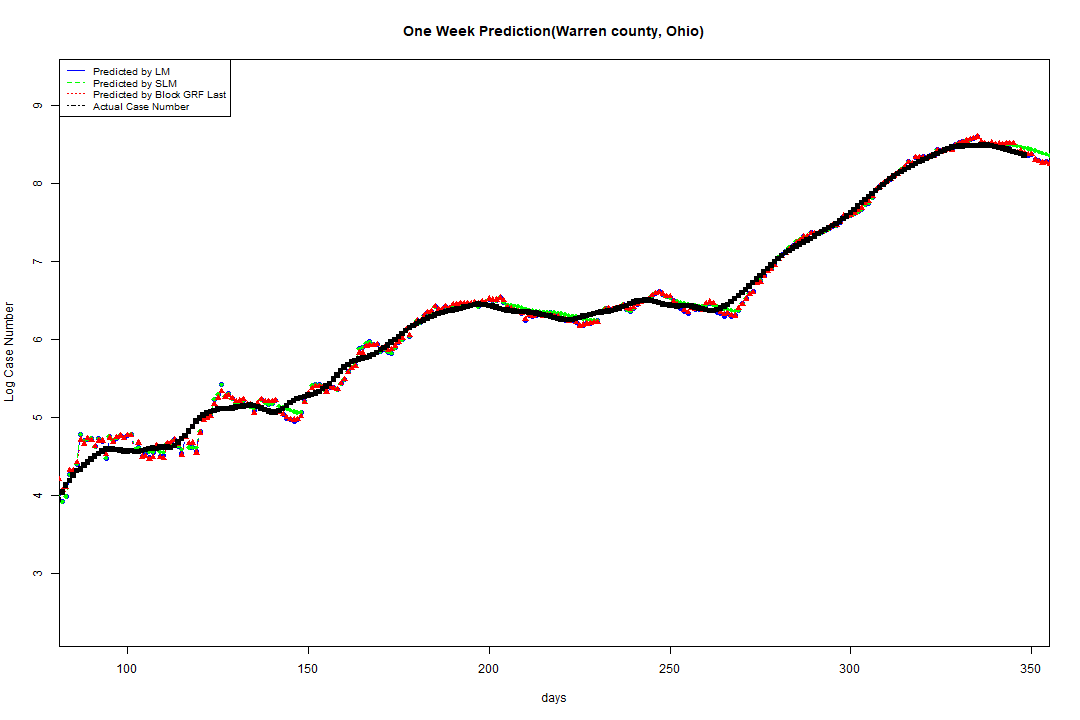 One Week Prediction(Warren county, Ohio)
Predicted by LM
Predicted by SLM
Predicted by Block GRF Last
Actual Case Number
9
8
7
6
5
4
3
Log Case Number
100 150 200 250 300 350
days